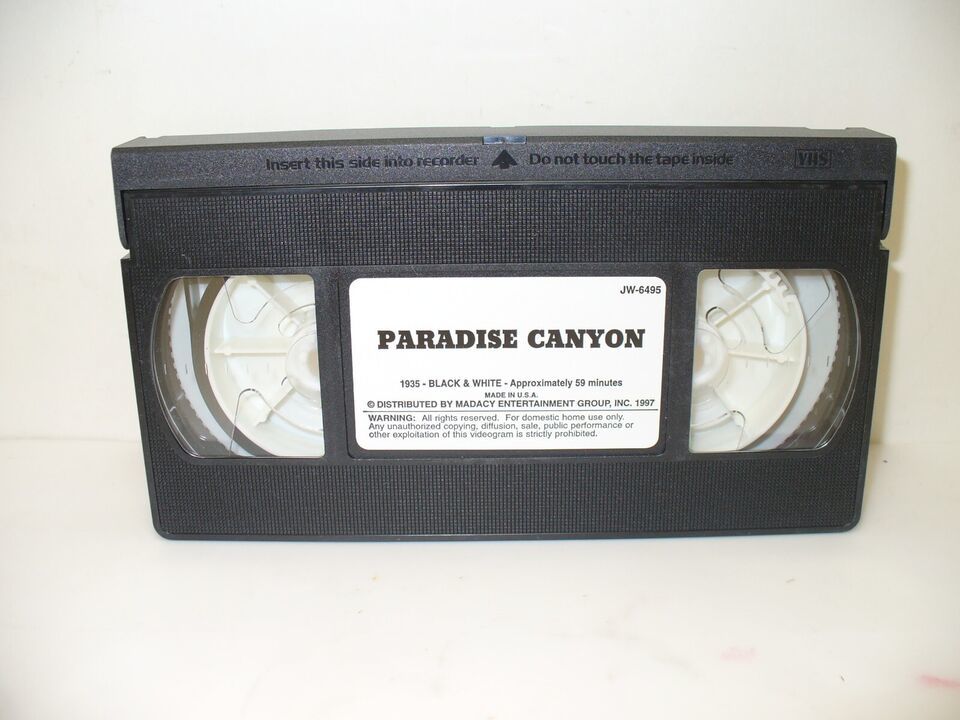 Insert this side into recorder Do not touch the tape inside VHS
JW-6495
PARADISE CANYON
1935 - BLACK & WHITE - Approximately 59 minutes
MADE IN U.S.A.
© DISTRIBUTED BY MADACY ENTERTAINMENT GROUP, INC. 1997
WARNING: All rights reserved. For domestic home use only.
Any unauthorized copying, diffusion, sale, public performance or
other exploitation of this videogram is strictly prohibited.